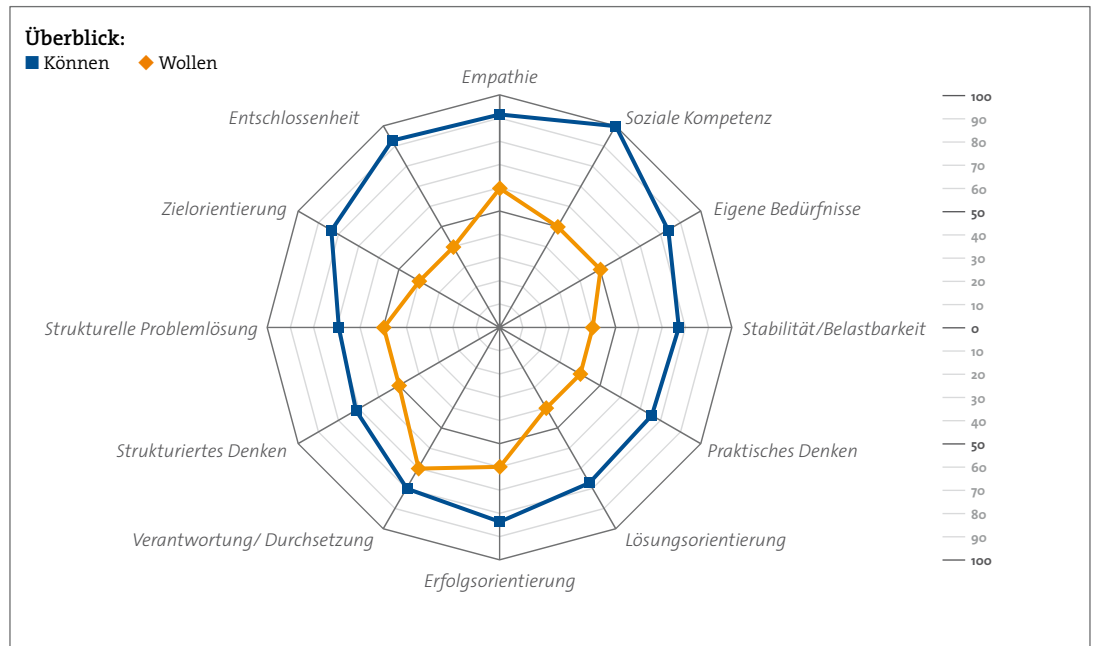 Überblick:
Können Wollen
Empathie
Entschlossenheit
Soziale Kompetenz
Zielorientierung
Eigene Bedürfnisse
Strukturelle Problemlösung
Stabilität/Belastbarkeit
Strukturiertes Denken
Praktisches Denken
Verantwortung/ Durchsetzung
Lösungsorientierung
Erfolgsorientierung
100
90
80
70
60
50
40
30
20
10
0
10
20
30
40
50
60
70
80
90
100